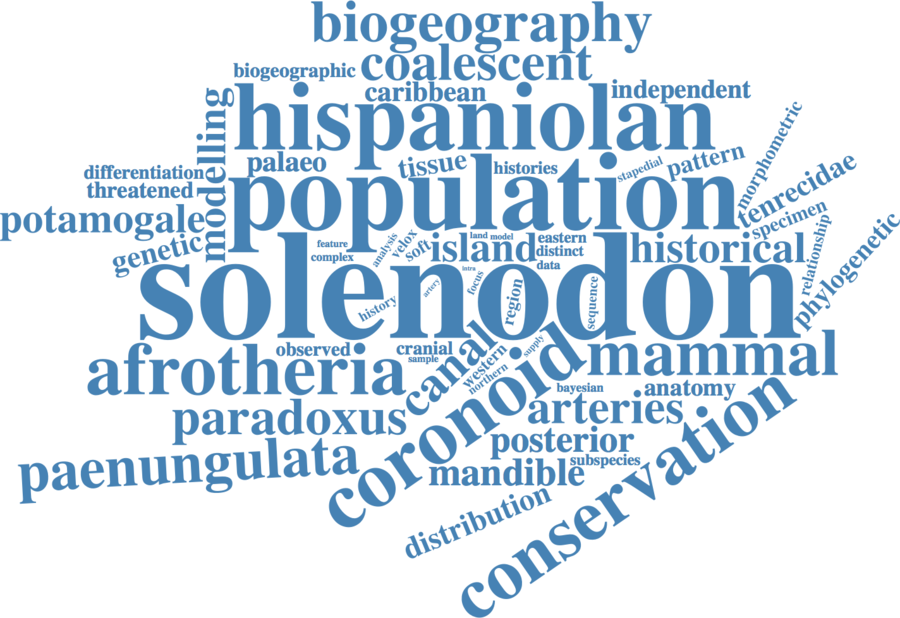 biogeography
biogeographic
coalescent
caribbean
independent
hispaniolan
modelling
palaeo
tissue
histories
stapedial
pattern
morphometric
differentiation
threatened
population
tenrecidae
potamogale
genetic
specimen
feature
complex
analysis
velox
soft
island
land
model
eastern
distinct
data
historical
relationship
phylogenetic
solenodon
intra
focus
artery
history
region
sequence
observed
cranial
sample
canal
western
northern
supply
coronoid
mammal
afrotheria
bayesian
anatomy
paradoxus
arteries
posterior
subspecies
paenungulata
mandible
distribution
conservation